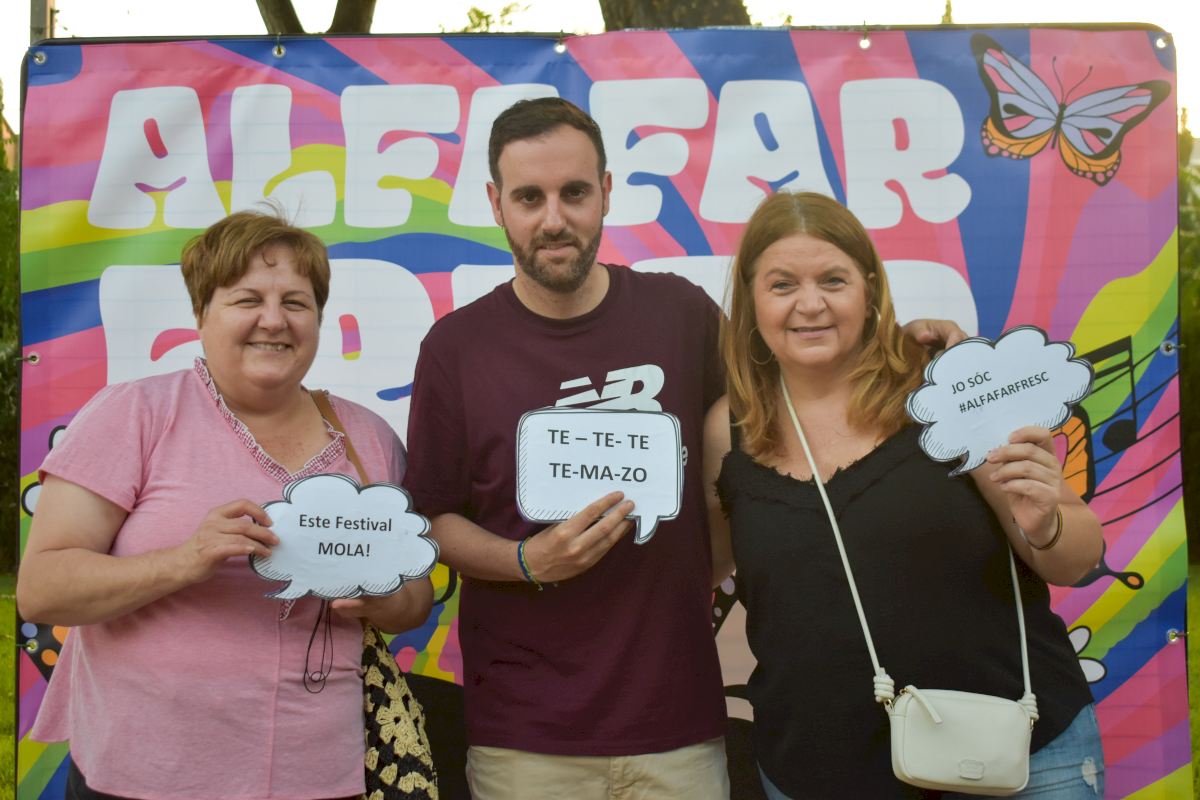 ALFAFAR
Este Festival
MOLA!
TE – TE- TE
TE-MA-ZO
JO SÓC
#ALFAFARFRESC